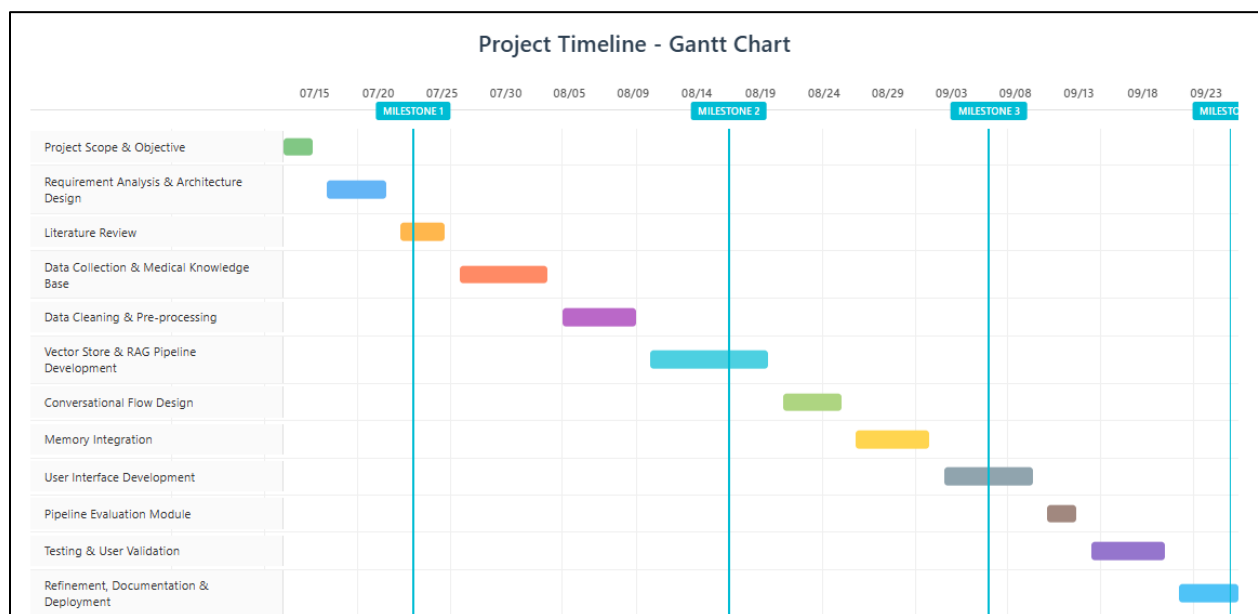 Project Timeline - Gantt Chart
07/15 07/20 07/25 07/30 08/05 08/09 08/14 08/19 08/24 08/29 09/03 09/08 09/13 09/18 09/23
MILESTONE 1 MILESTONE 2 MILESTONE 3 MILESTO
Project Scope & Objective
Requirement Analysis & Architecture
Design
Literature Review
Data Collection & Medical Knowledge
Base
Data Cleaning & Pre-processing
Vector Store & RAG Pipeline
Development
Conversational Flow Design
Memory Integration
User Interface Development
Pipeline Evaluation Module
Testing & User Validation
Refinement, Documentation &
Deployment